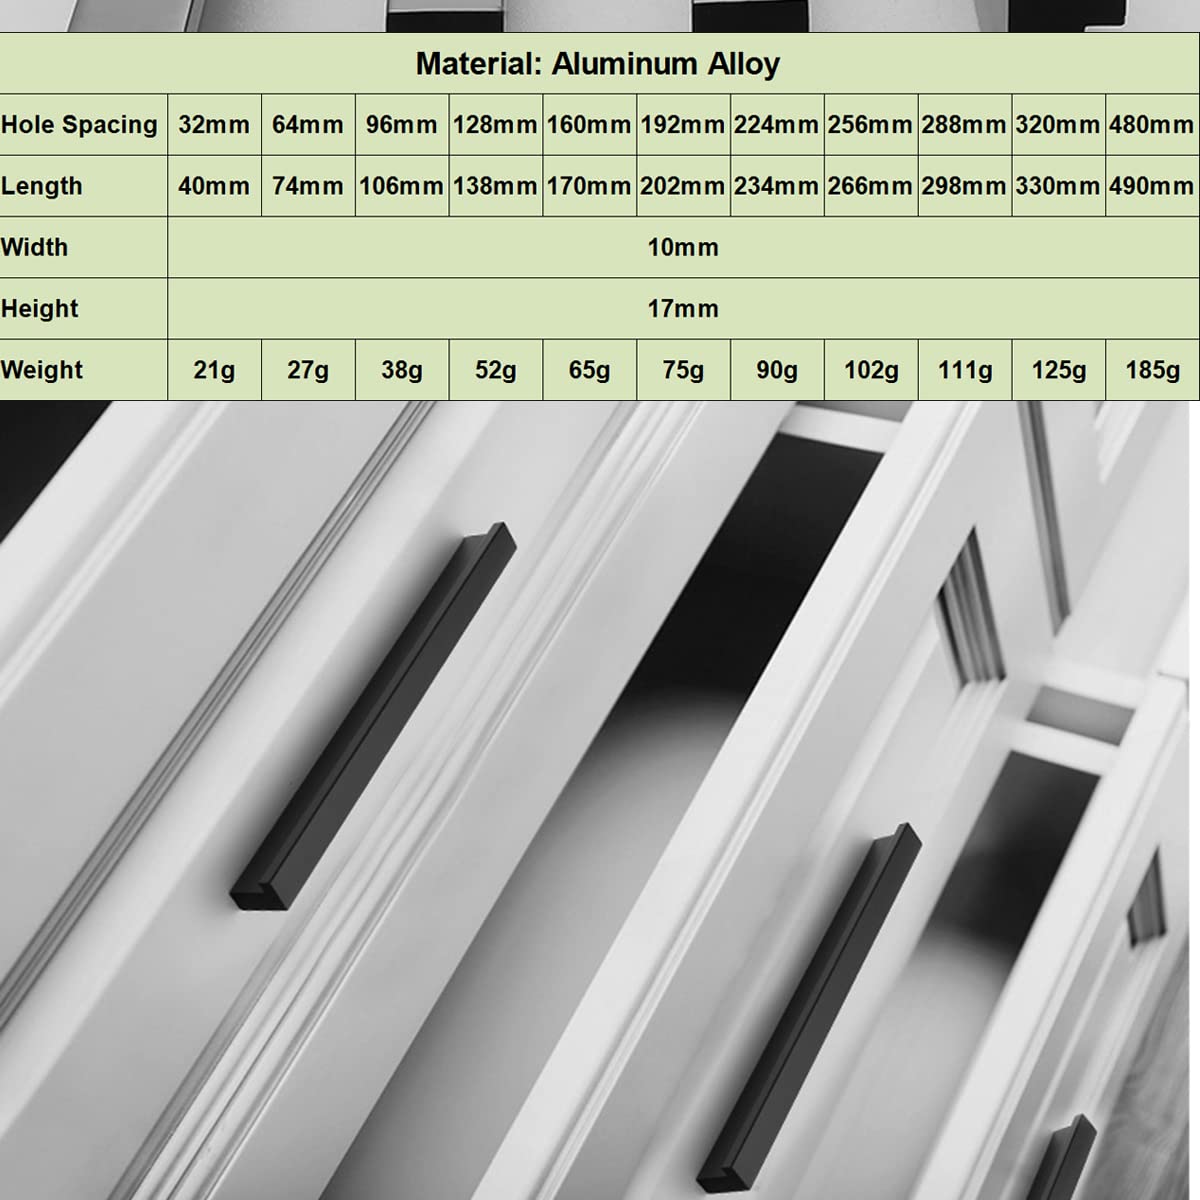 Material: Aluminum Alloy
Hole Spacing 32mm 64mm 96mm 128mm 160mm 192mm 224mm 256mm 288mm 320mm 480mm
Length 40mm 74mm 106mm 138mm 170mm 202mm 234mm 266mm 298mm 330mm 490mm
Width 10mm
Height 17mm
Weight 21g 27g 38g 52g 65g 75g 90g 102g 111g 125g 185g